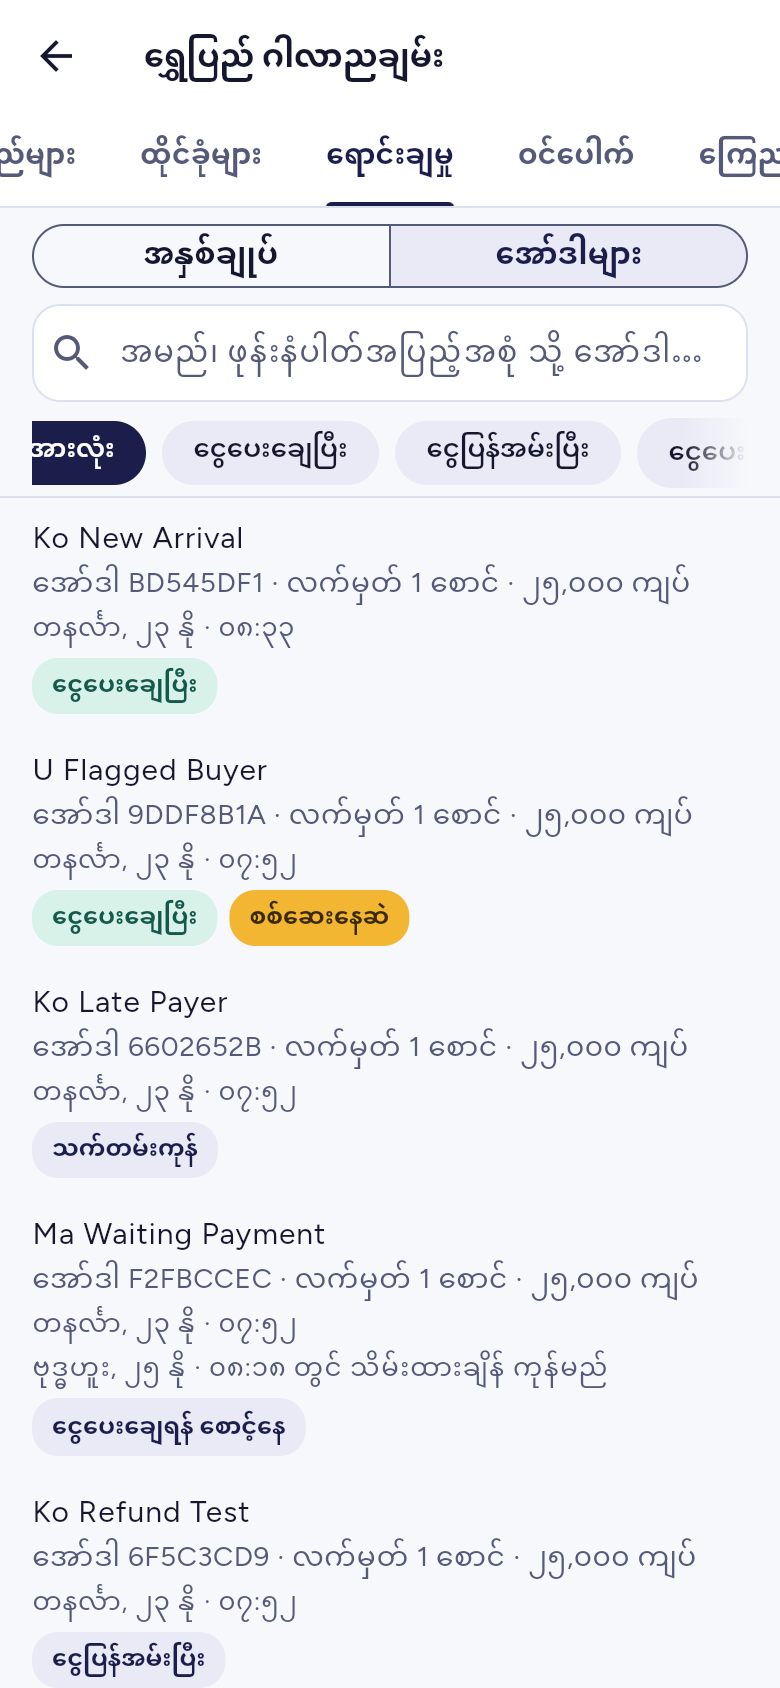 ရွှေပြည် ဂါလာညချမ်း
ည်များ ထိုင်ခုံများ ရောင်းချမှု ဝင်ပေါက် ကြေည
အနှစ်ချုပ် အော်ဒါများ
အမည်၊ ဖုန်းနံပါတ်အပြည့်အစုံ သို့ အော်ဒါ...
အားလုံး ငွေပေးချေပြီး ငွေပြန်အမ်းပြီး ငွေပေး
Ko New Arrival
အော်ဒါ BD545DF1 · လက်မှတ် 1 စောင် · ၂၅,၀၀၀ ကျပ်
တနင်္လာ, ၂၃ နို · ၀၈:၃၃
ငွေပေးချေပြီး
U Flagged Buyer
အော်ဒါ 9DDF8B1A · လက်မှတ် 1 စောင် · ၂၅,၀၀၀ ကျပ်
တနင်္လာ, ၂၃ နို · ၀၇:၅၂
ငွေပေးချေပြီး စစ်ဆေးနေဆဲ
Ko Late Payer
အော်ဒါ 6602652B · လက်မှတ် 1 စောင် · ၂၅,၀၀၀ ကျပ်
တနင်္လာ, ၂၃ နို · ၀၇:၅၂
သက်တမ်းကုန်
Ma Waiting Payment
အော်ဒါ F2FBCCEC · လက်မှတ် 1 စောင် · ၂၅,၀၀၀ ကျပ်
တနင်္လာ, ၂၃ နို · ၀၇:၅၂
ဗုဒ္ဓဟူး, ၂၅ နို · ၀၈:၁၈ တွင် သိမ်းထားချိန် ကုန်မည်
ငွေပေးချေရန် စောင့်နေ
Ko Refund Test
အော်ဒါ 6F5C3CD9 · လက်မှတ် 1 စောင် · ၂၅,၀၀၀ ကျပ်
တနင်္လာ, ၂၃ နို · ၀၇:၅၂
ငွေပြန်အမ်းပြီး